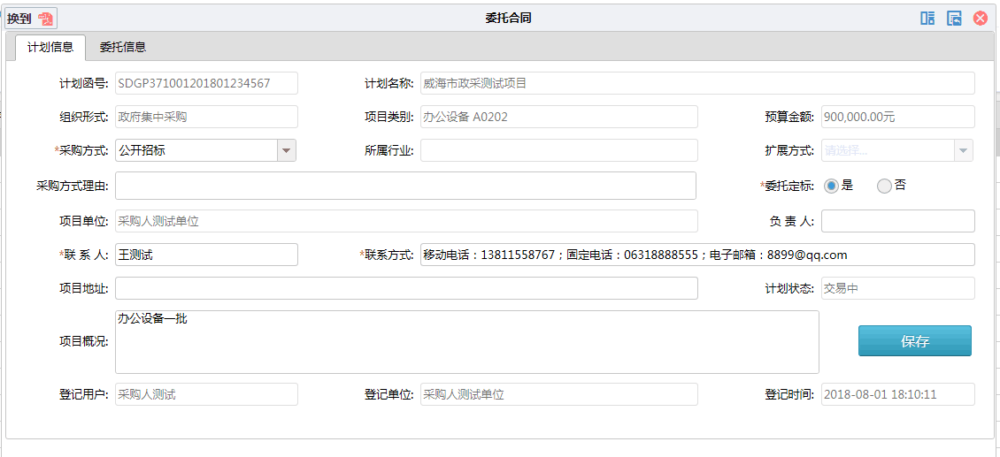 换到
委托合同
计划信息 委托信息
计划函号: SDGP371001201801234567 计划名称: 威海市政采测试项目
组织形式: 政府集中采购 项目类别: 办公设备 A0202 预算金额: 900,000.00元
*采购方式: 公开招标 所属行业: 扩展方式: 请选择...
采购方式理由: *委托定标: 是 否
项目单位: 采购人测试单位 负 责 人:
*联 系 人: 王测试 *联系方式: 移动电话：13811558767；固定电话：06318888555；电子邮箱：8899@qq.com
项目地址: 计划状态: 交易中
项目概况: 办公设备一批
保存
登记用户: 采购人测试 登记单位: 采购人测试单位 登记时间: 2018-08-01 18:10:11